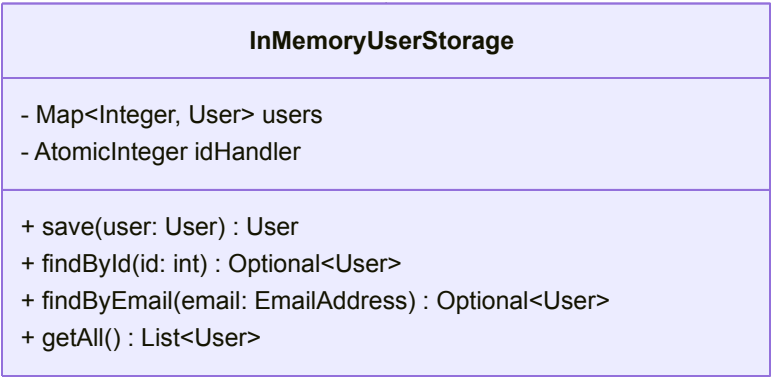 InMemoryUserStorage
- Map<Integer, User> users
- AtomicInteger idHandler
+ save(user: User) : User
+ findById(id: int) : Optional<User>
+ findByEmail(email: EmailAddress) : Optional<User>
+ getAll() : List<User>